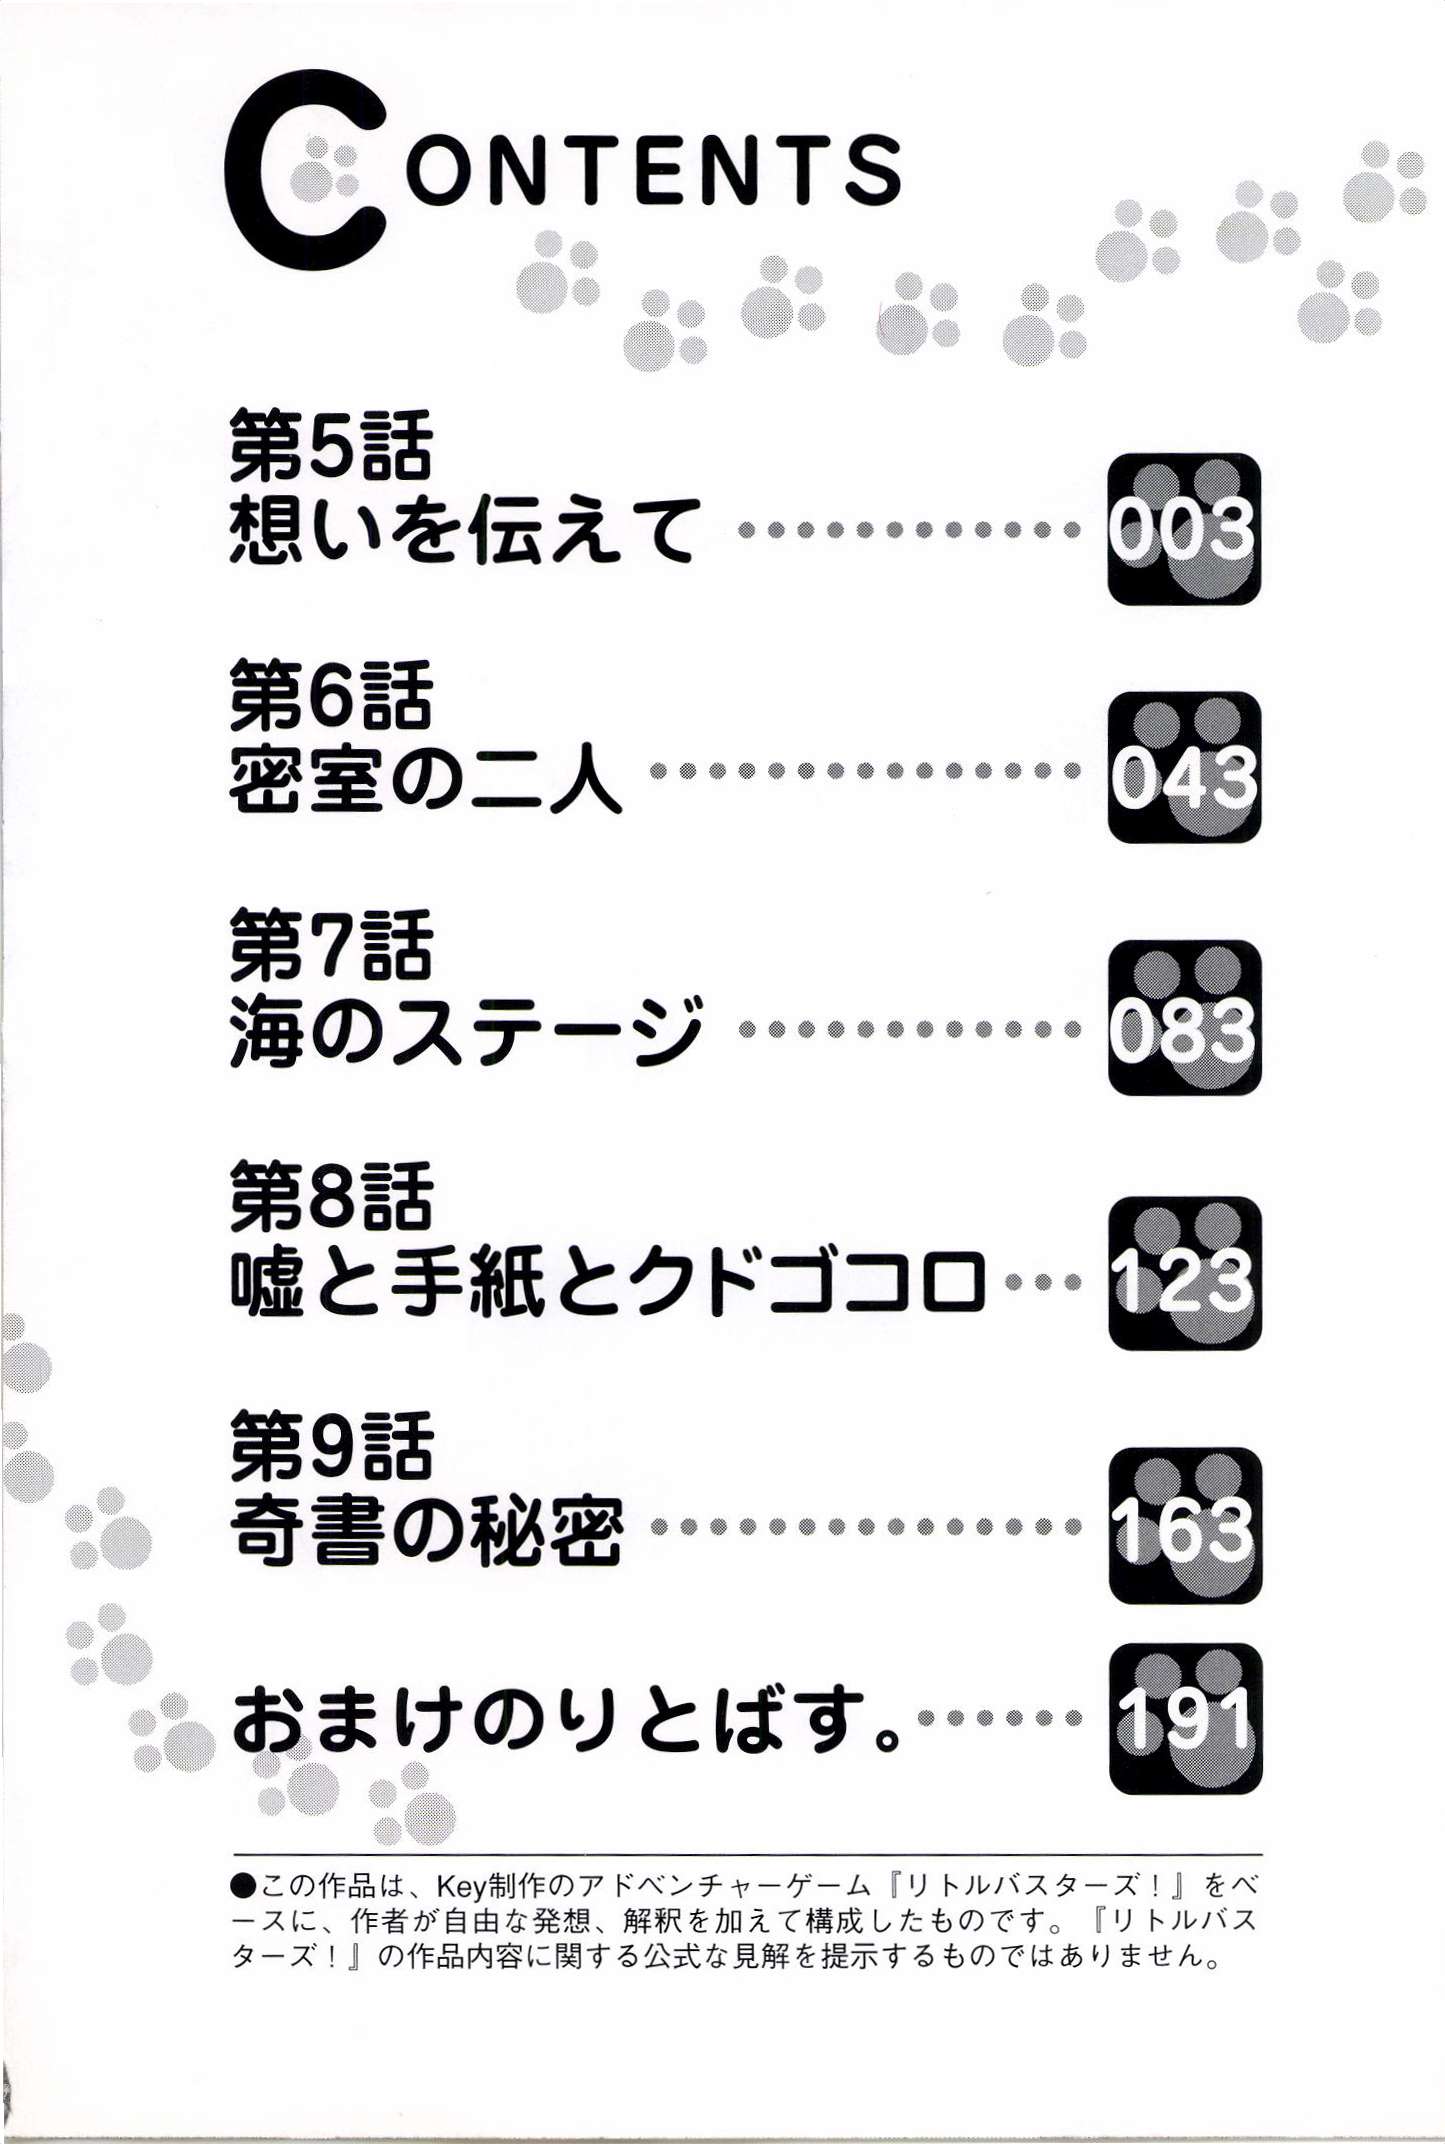 CONTENTS
第5話
想いを伝えて ············ 003
第6話
密室の二人 ··············· 043
第7話
海のステージ ············ 083
第8話
嘘と手紙とクドゴコロ ··· 123
第9話
奇書の秘密 ··············· 163
おまけのりとばす。 ······ 191
●この作品は、Key制作のアドベンチャーゲーム『リトルバスターズ！』をベ
ースに、作者が自由な発想、解釈を加えて構成したものです。『リトルバス
ターズ！』の作品内容に関する公式な見解を提示するものではありません。